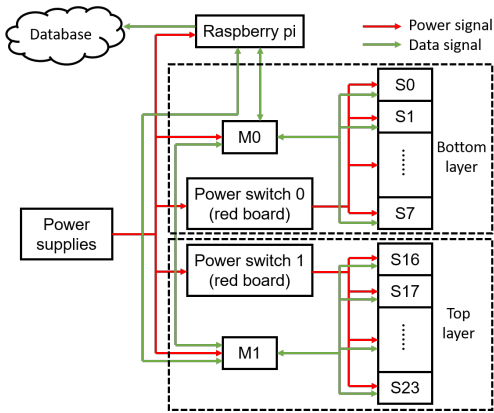 Database
Raspberry pi
Power signal
Data signal
M0
S0
S1
......
S7
Bottom
layer
Power switch 0
(red board)
Power
supplies
Power switch 1
(red board)
S16
S17
......
S23
Top
layer
M1